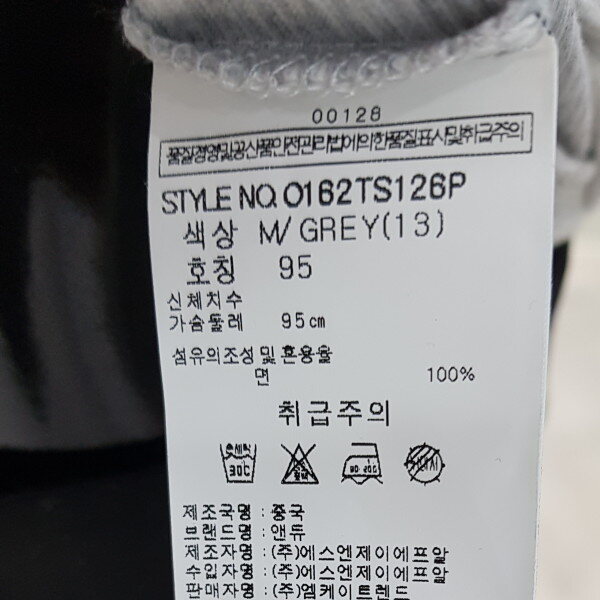 00128
품질경영및공산품안전관리법에의한품질표시및취급주의
STYLE NO.0162TS126P
색상 M/GREY(13)
호칭 95
신체치수
가슴둘레 95cm
섬유의조성및혼용율
면 100%
취급주의
30℃
제조국명 : 중국
브랜드명 : 앤듀
제조자명 : (주)에스엔제이에프알
수입자명 : (주)에스엔제이에프알
판매자명 : (주)엠케이트렌드